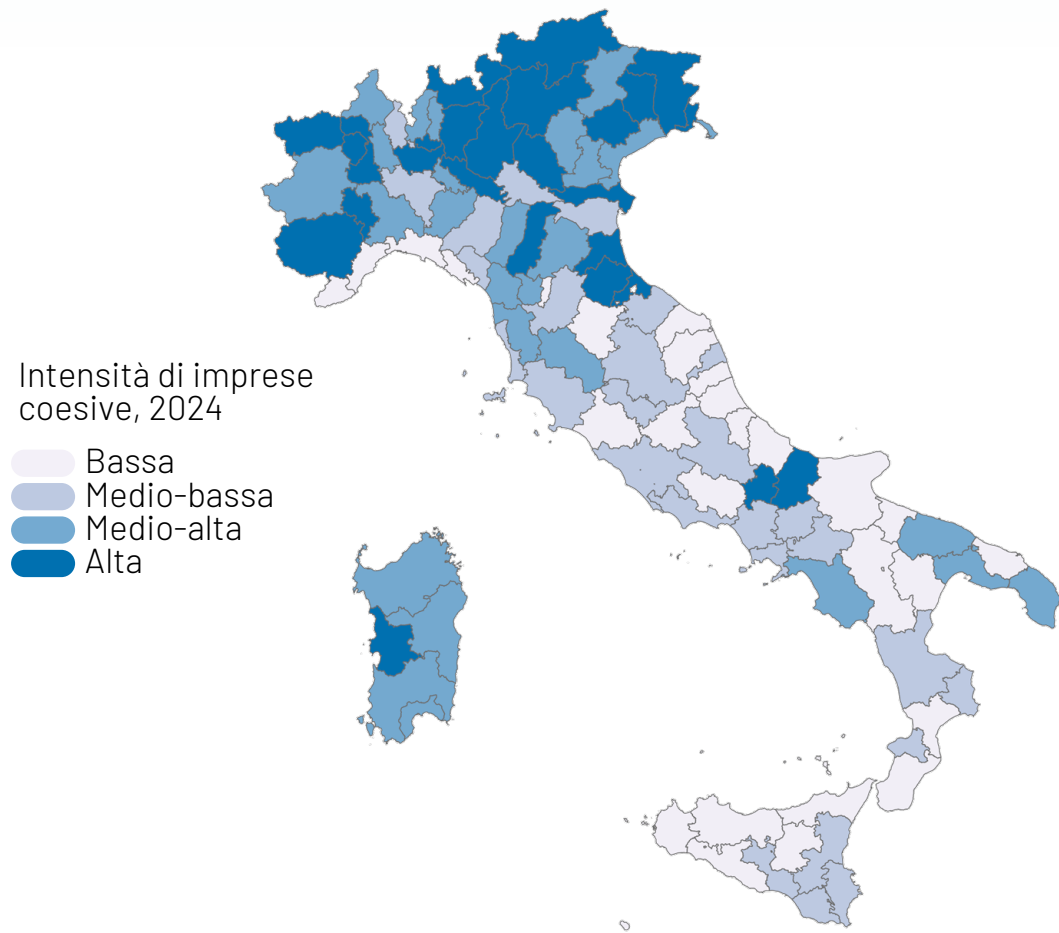 Intensità di imprese
coesive, 2024
Bassa
Medio-bassa
Medio-alta
Alta